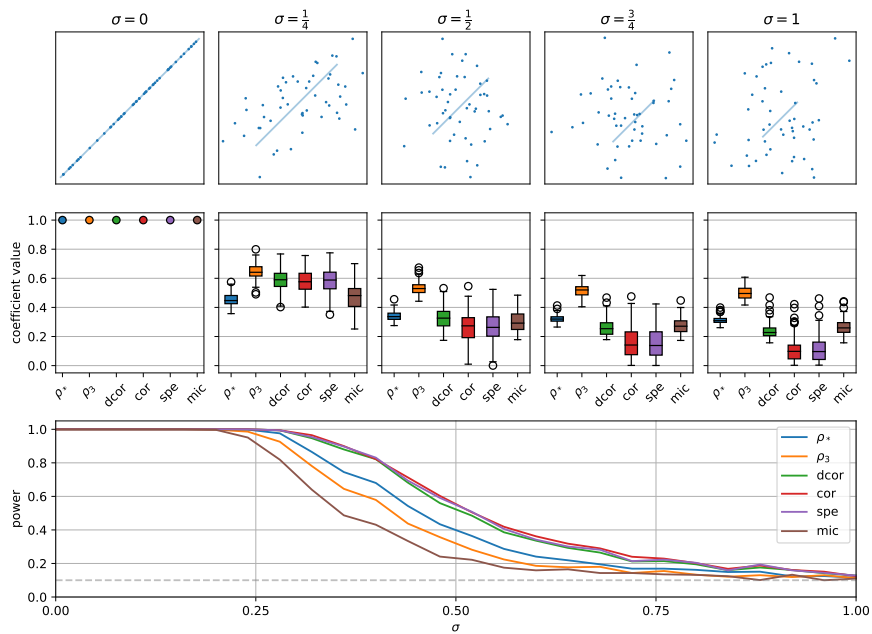 σ = 0
σ = 1/4
σ = 1/2
σ = 3/4
σ = 1
coefficient value
1.0
0.8
0.6
0.4
0.2
0.0
ρ* ρ3 dcor cor spe mic
ρ* ρ3 dcor cor spe mic
ρ* ρ3 dcor cor spe mic
ρ* ρ3 dcor cor spe mic
ρ* ρ3 dcor cor spe mic
power
1.0
0.8
0.6
0.4
0.2
0.0
ρ*
ρ3
dcor
cor
spe
mic
0.00 0.25 0.50 0.75 1.00
σ